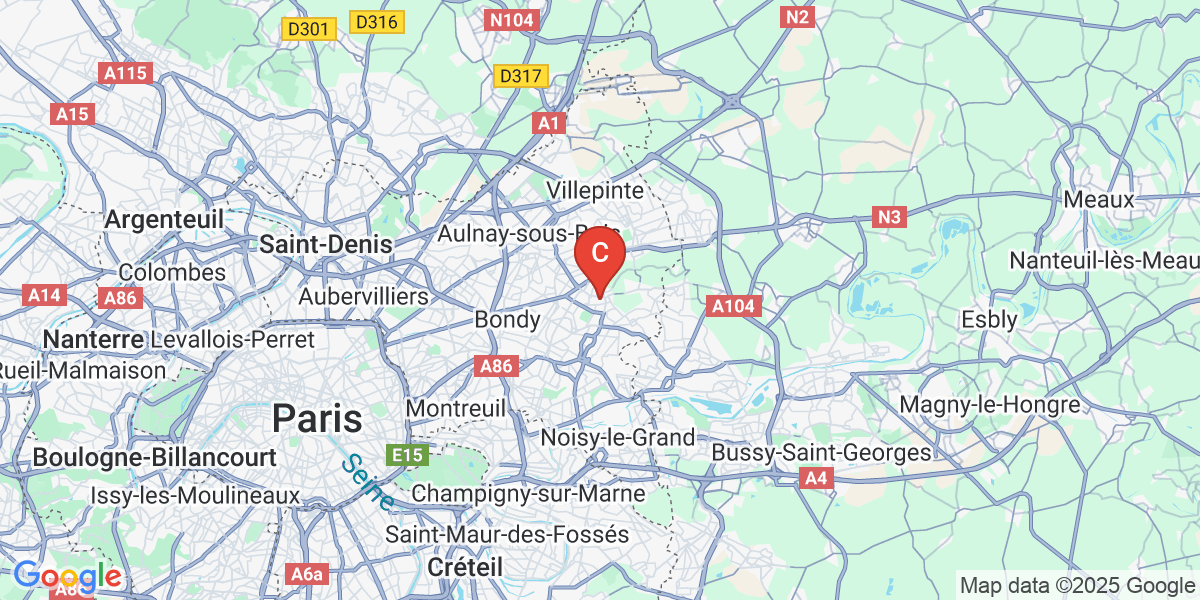 N104
N2
D316
D301
A115
D317
A15
A1
Villepinte
Meaux
Argenteuil
N3
Aulnay-sous-Bois
Saint-Denis
C
Nanteuil-lès-Meau
Colombes
A14
A86
Aubervilliers
A104
Bondy
Esbly
Nanterre
Levallois-Perret
Rueil-Malmaison
A86
Montreuil
Magny-le-Hongre
Paris
Noisy-le-Grand
E15
Bussy-Saint-Georges
Boulogne-Billancourt
Seine
A4
Issy-les-Moulineaux
Champigny-sur-Marne
Saint-Maur-des-Fossés
Créteil
A6a
Google
Map data ©2025 Google